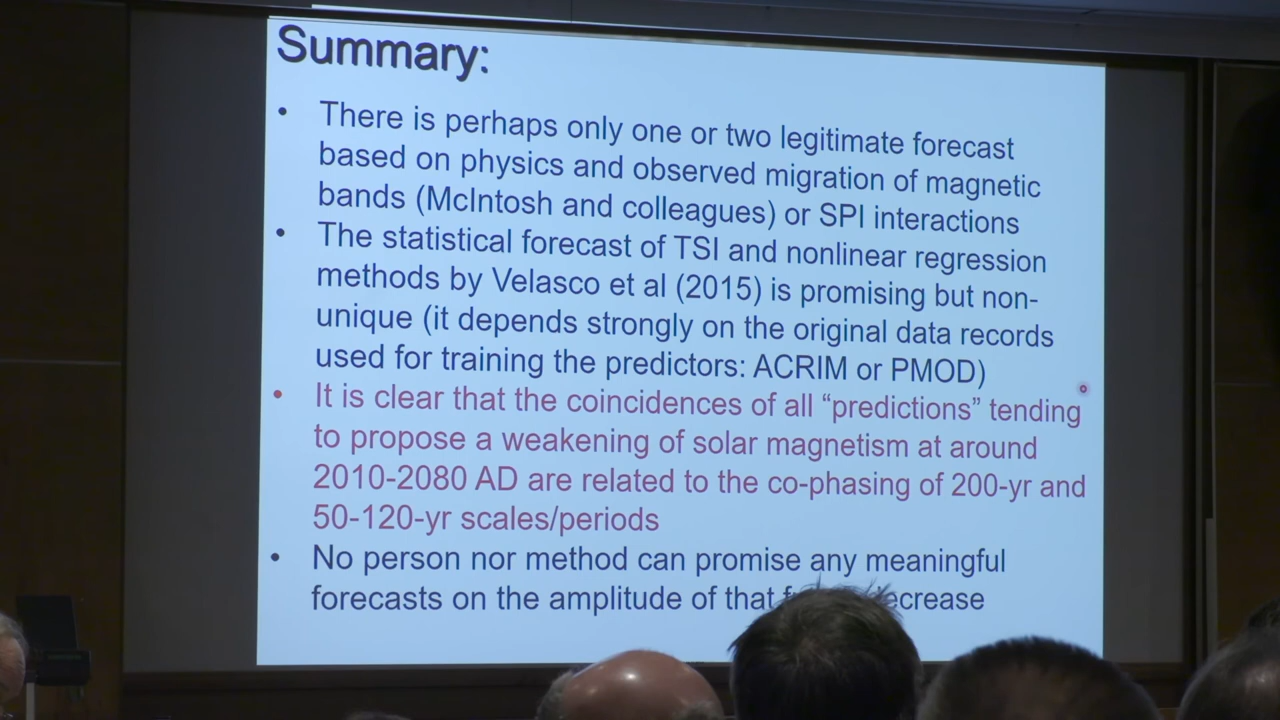 Summary:
• There is perhaps only one or two legitimate forecast
based on physics and observed migration of magnetic
bands (McIntosh and colleagues) or SPI interactions
• The statistical forecast of TSI and nonlinear regression
methods by Velasco et al (2015) is promising but non-
unique (it depends strongly on the original data records
used for training the predictors: ACRIM or PMOD)
• It is clear that the coincidences of all “predictions” tending
to propose a weakening of solar magnetism at around
2010-2080 AD are related to the co-phasing of 200-yr and
50-120-yr scales/periods
• No person nor method can promise any meaningful
forecasts on the amplitude of that